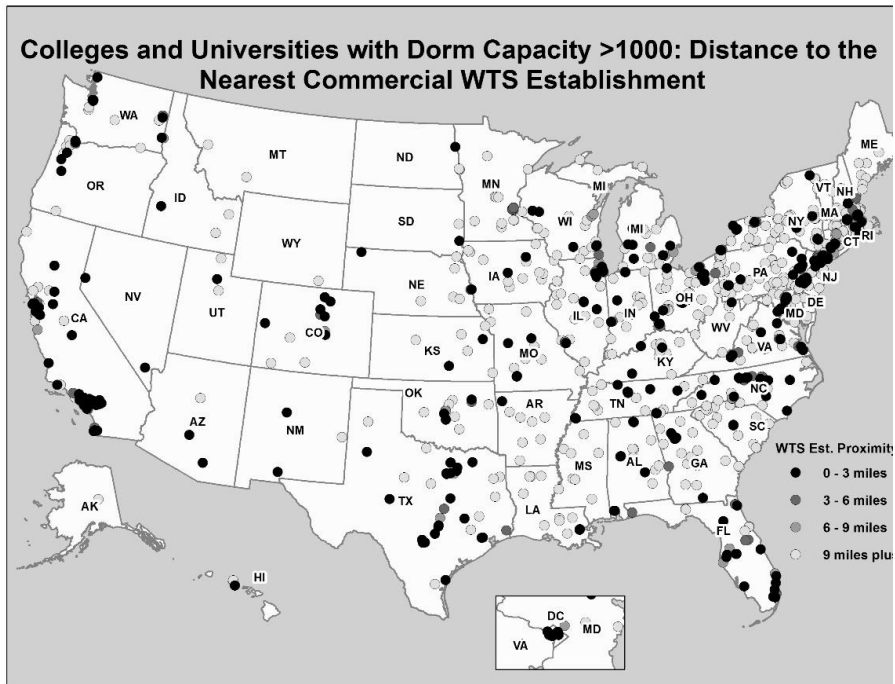 Colleges and Universities with Dorm Capacity >1000: Distance to the
Nearest Commercial WTS Establishment
WA
ME
MT
ND
VT
NH
MN
MI
OR
NY
MA
ID
WI
MI
SD
RI
CT
WY
IA
PA
NJ
NE
OH
NV
IL
IN
DE
UT
MD
CA
CO
WV
VA
KS
MO
KY
NC
OK
TN
AR
AZ
NM
SC
WTS Est. Proximity
MS
AL
GA
0 - 3 miles
TX
LA
3 - 6 miles
AK
6 - 9 miles
FL
9 miles plus
HI
DC
MD
VA